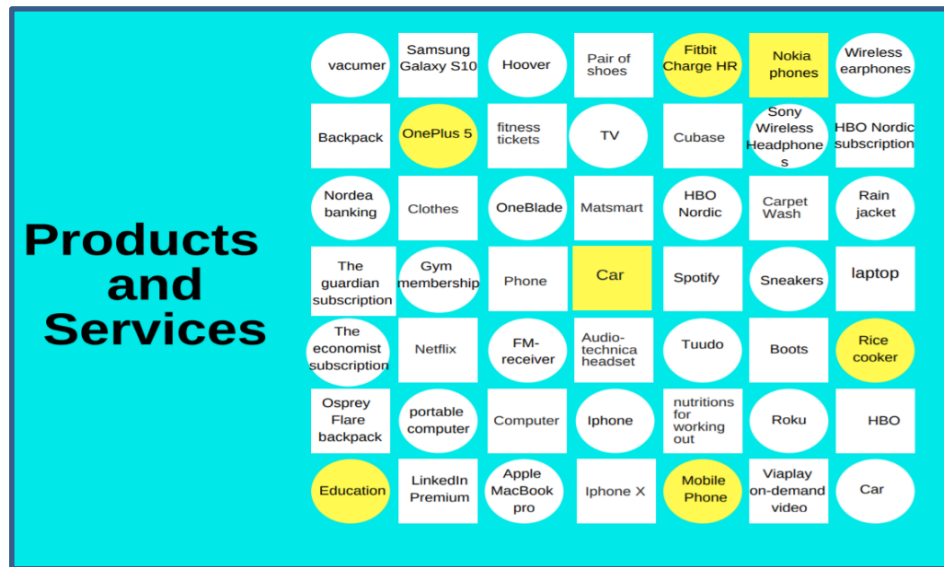 Products
and
Services
vacumer
Samsung
Galaxy S10
Hoover
Pair of
shoes
Fitbit
Charge HR
Nokia
phones
Wireless
earphones
Backpack
OnePlus 5
fitness
tickets
TV
Cubase
Sony
Wireless
Headphone
s
HBO Nordic
subscription
Nordea
banking
Clothes
OneBlade
Matsmart
HBO
Nordic
Carpet
Wash
Rain
jacket
The
guardian
subscription
Gym
membership
Phone
Car
Spotify
Sneakers
laptop
The
economist
subscription
Netflix
FM-
receiver
Audio-
technica
headset
Tuudo
Boots
Rice
cooker
Osprey
Flare
backpack
portable
computer
Computer
Iphone
nutritions
for
working
out
Roku
HBO
Education
LinkedIn
Premium
Apple
MacBook
pro
Iphone X
Mobile
Phone
Viaplay
on-demand
video
Car